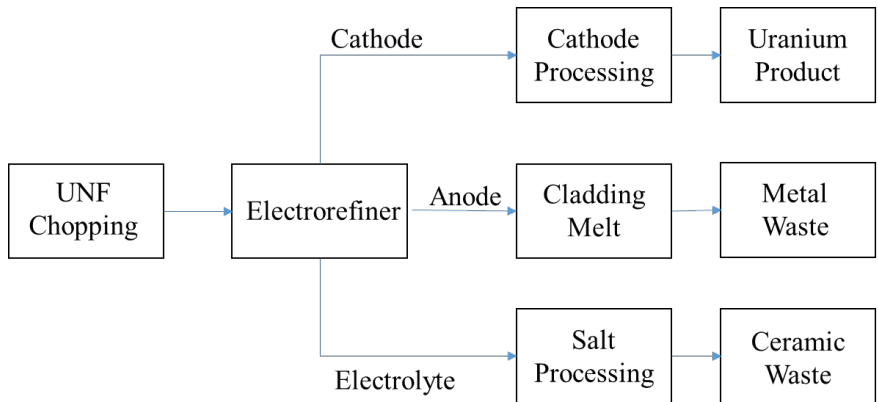 Cathode
Cathode
Processing
Uranium
Product
UNF
Chopping
Electrorefiner
Anode
Cladding
Melt
Metal
Waste
Electrolyte
Salt
Processing
Ceramic
Waste